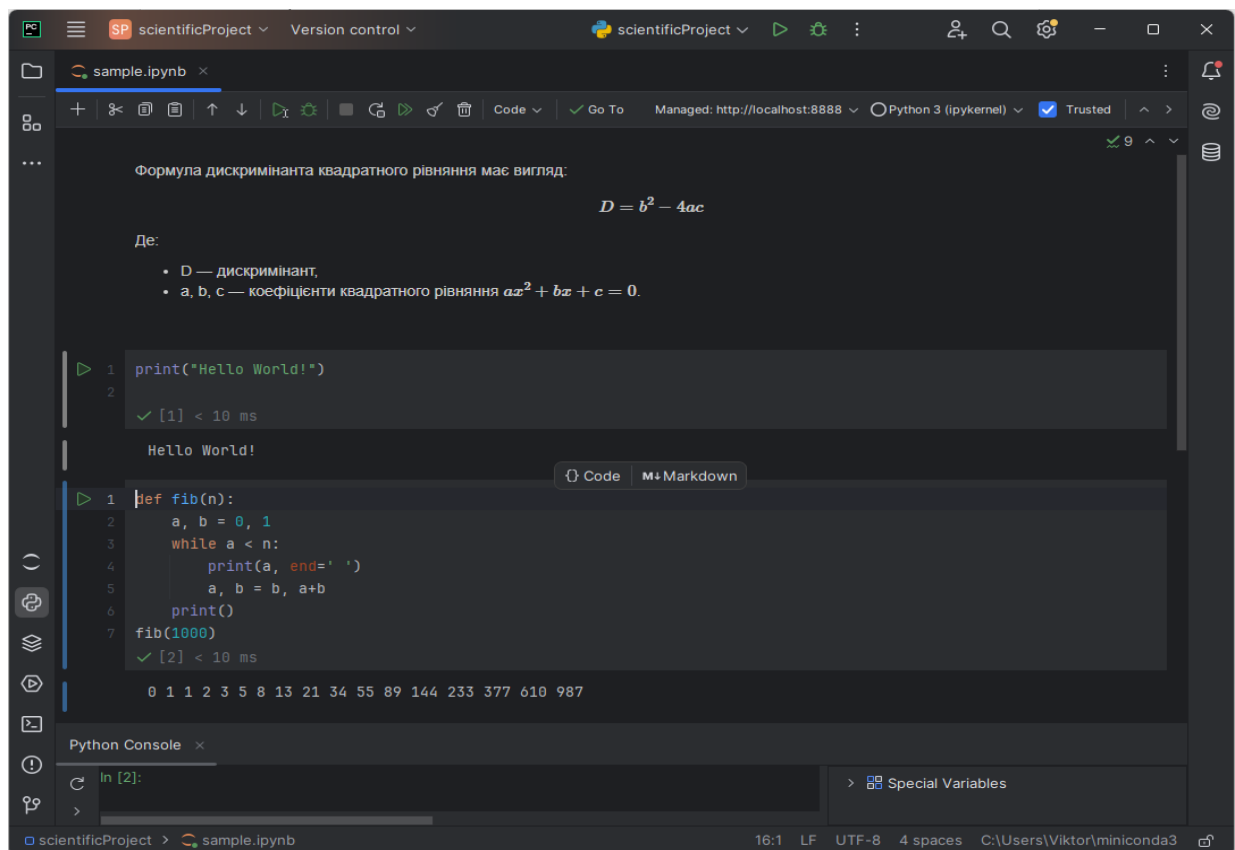 PC SP scientificProject Version control scientificProject
sample.ipynb
Code Go To Managed: http://localhost:8888 Python 3 (ipykernel) Trusted
9
Формула дискримінанта квадратного рівняння має вигляд:
D = b² − 4ac
Де:
• D — дискримінант,
• a, b, c — коефіцієнти квадратного рівняння ax² + bx + c = 0.
1 print("Hello World!")
2
[1] < 10 ms
Hello World!
{} Code M↓ Markdown
1 def fib(n):
2     a, b = 0, 1
3     while a < n:
4         print(a, end=' ')
5         a, b = b, a+b
6     print()
7 fib(1000)
[2] < 10 ms
0 1 1 2 3 5 8 13 21 34 55 89 144 233 377 610 987
Python Console
In [2]:
Special Variables
scientificProject > sample.ipynb 16:1 LF UTF-8 4 spaces C:\Users\Viktor\miniconda3